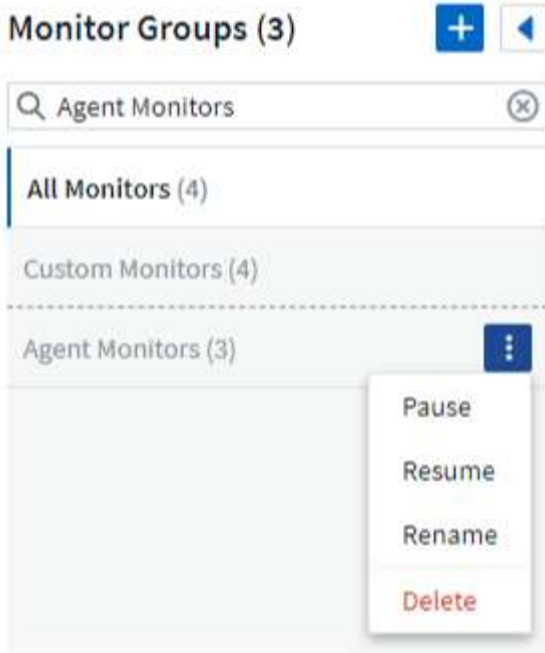 Monitor Groups (3)
Agent Monitors
All Monitors (4)
Custom Monitors (4)
Agent Monitors (3)
Pause
Resume
Rename
Delete